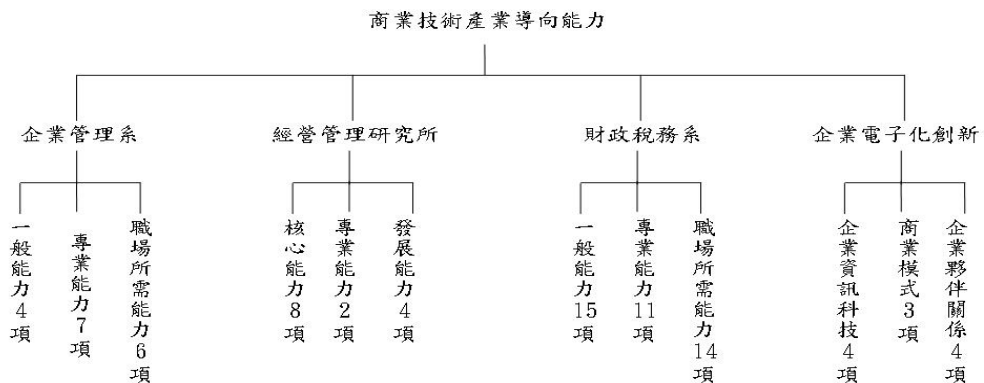 商業技術產業導向能力
企業管理系
經營管理研究所
財政稅務系
企業電子化創新
一般能力4項
專業能力7項
職場所需能力6項
核心能力8項
專業能力2項
發展能力4項
一般能力15項
專業能力11項
職場所需能力14項
企業資訊科技4項
商業模式3項
企業夥伴關係4項